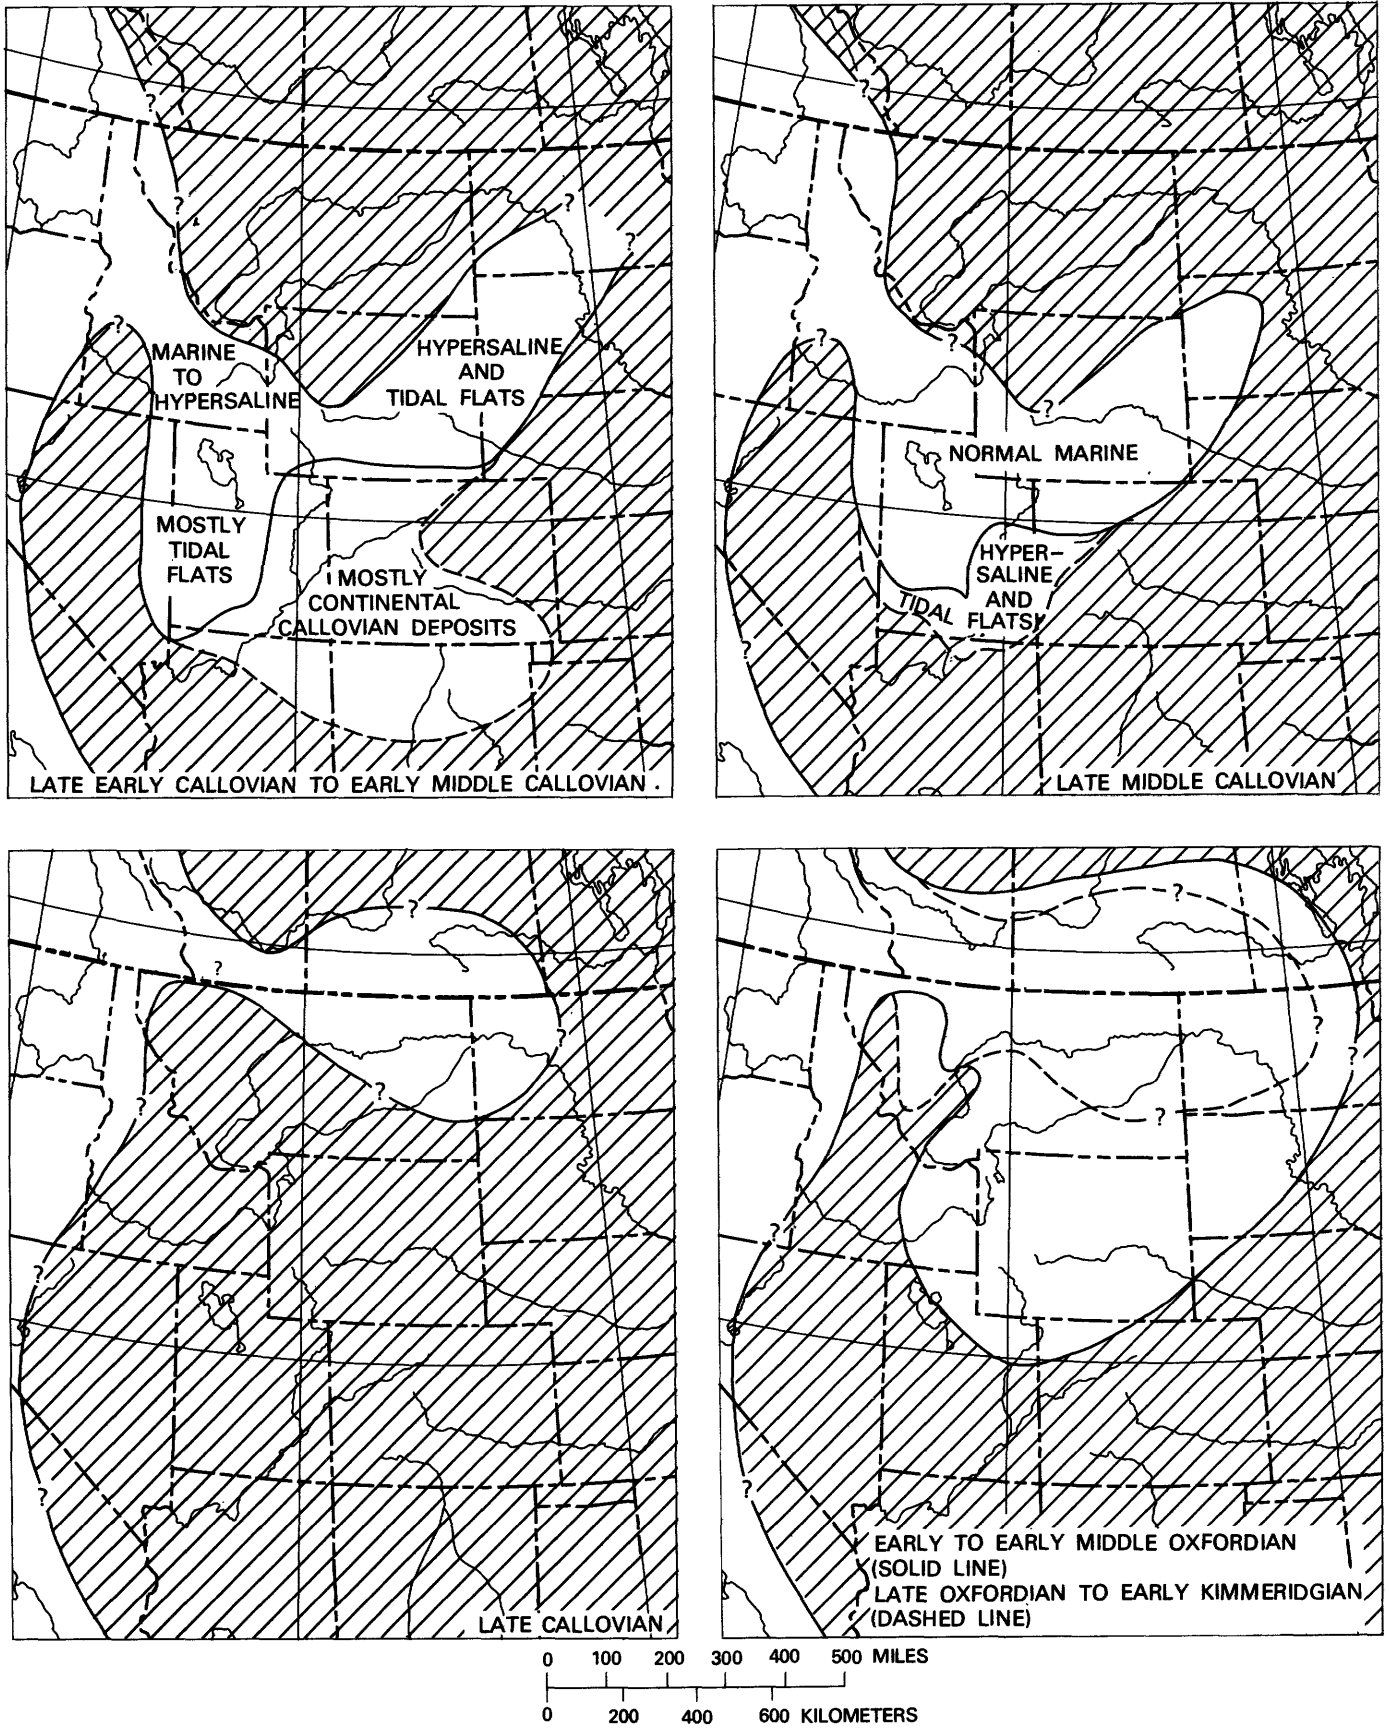 ?
?
?
?
MARINE
TO
HYPERSALINE
HYPERSALINE
AND
TIDAL FLATS
MOSTLY
TIDAL
FLATS
MOSTLY
CONTINENTAL
CALLOVIAN DEPOSITS
?
LATE EARLY CALLOVIAN TO EARLY MIDDLE CALLOVIAN .
?
?
?
?
NORMAL MARINE
HYPER-
SALINE
AND
TIDAL FLATS
?
LATE MIDDLE CALLOVIAN
?
?
?
?
?
?
?
LATE CALLOVIAN
?
?
?
?
?
?
EARLY TO EARLY MIDDLE OXFORDIAN
(SOLID LINE)
LATE OXFORDIAN TO EARLY KIMMERIDGIAN
(DASHED LINE)
0 100 200 300 400 500 MILES
0 200 400 600 KILOMETERS